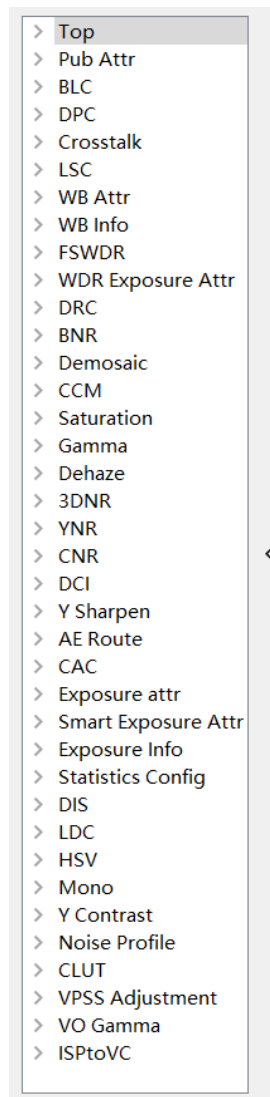 Top
Pub Attr
BLC
DPC
Crosstalk
LSC
WB Attr
WB Info
FSWDR
WDR Exposure Attr
DRC
BNR
Demosaic
CCM
Saturation
Gamma
Dehaze
3DNR
YNR
CNR
DCI
Y Sharpen
AE Route
CAC
Exposure attr
Smart Exposure Attr
Exposure Info
Statistics Config
DIS
LDC
HSV
Mono
Y Contrast
Noise Profile
CLUT
VPSS Adjustment
VO Gamma
ISPtoVC